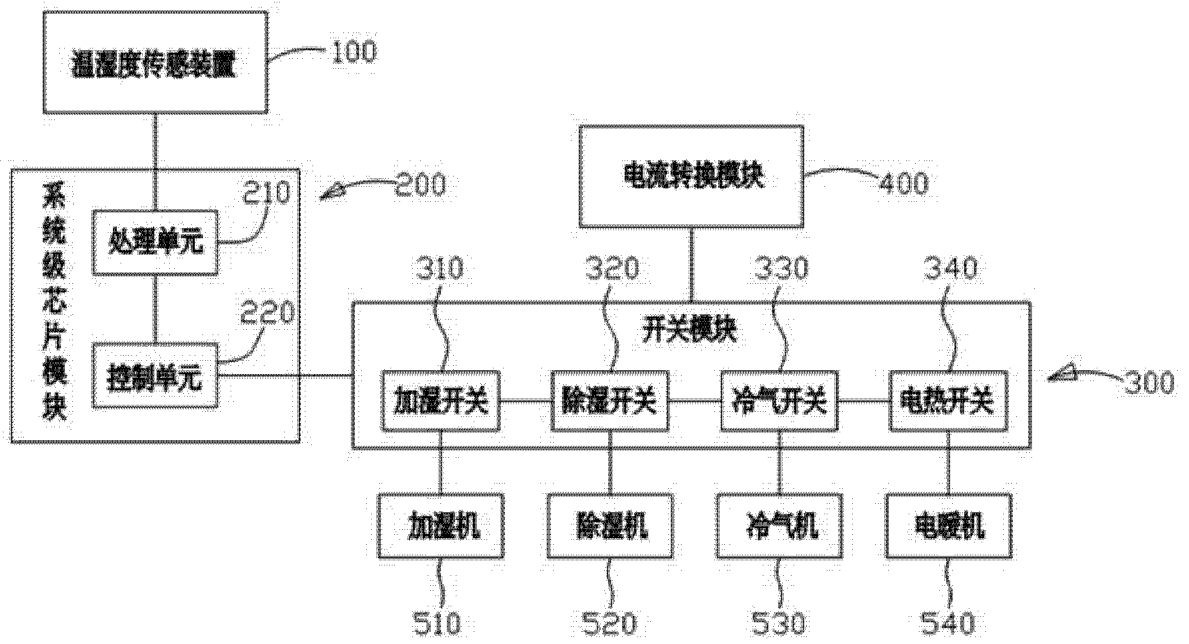 温湿度传感装置
100
系统级芯片模块
210
200
处理单元
220
控制单元
电流转换模块
400
310
320
330
340
开关模块
加湿开关
除湿开关
冷气开关
电热开关
300
加湿机
除湿机
冷气机
电暖机
510
520
530
540